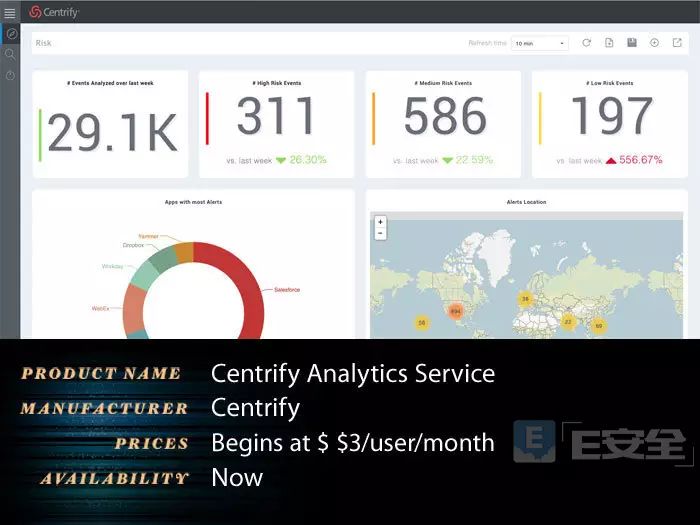 Centrify
Risk
Refresh time: 10 min
# Events Analyzed over last week
29.1K
# High Risk Events
311
vs. last week 26.30%
# Medium Risk Events
586
vs. last week 22.59%
# Low Risk Events
197
vs. last week 556.67%
Apps with most Alerts
Yammer
Dropbox
Workday
WebEx
Salesforce
Alerts Location
+
−
56
894
36
22
69
PRODUCT NAME Centrify Analytics Service
MANUFACTURER Centrify
PRICES Begins at $ $3/user/month
AVAILABILITY Now
E安全